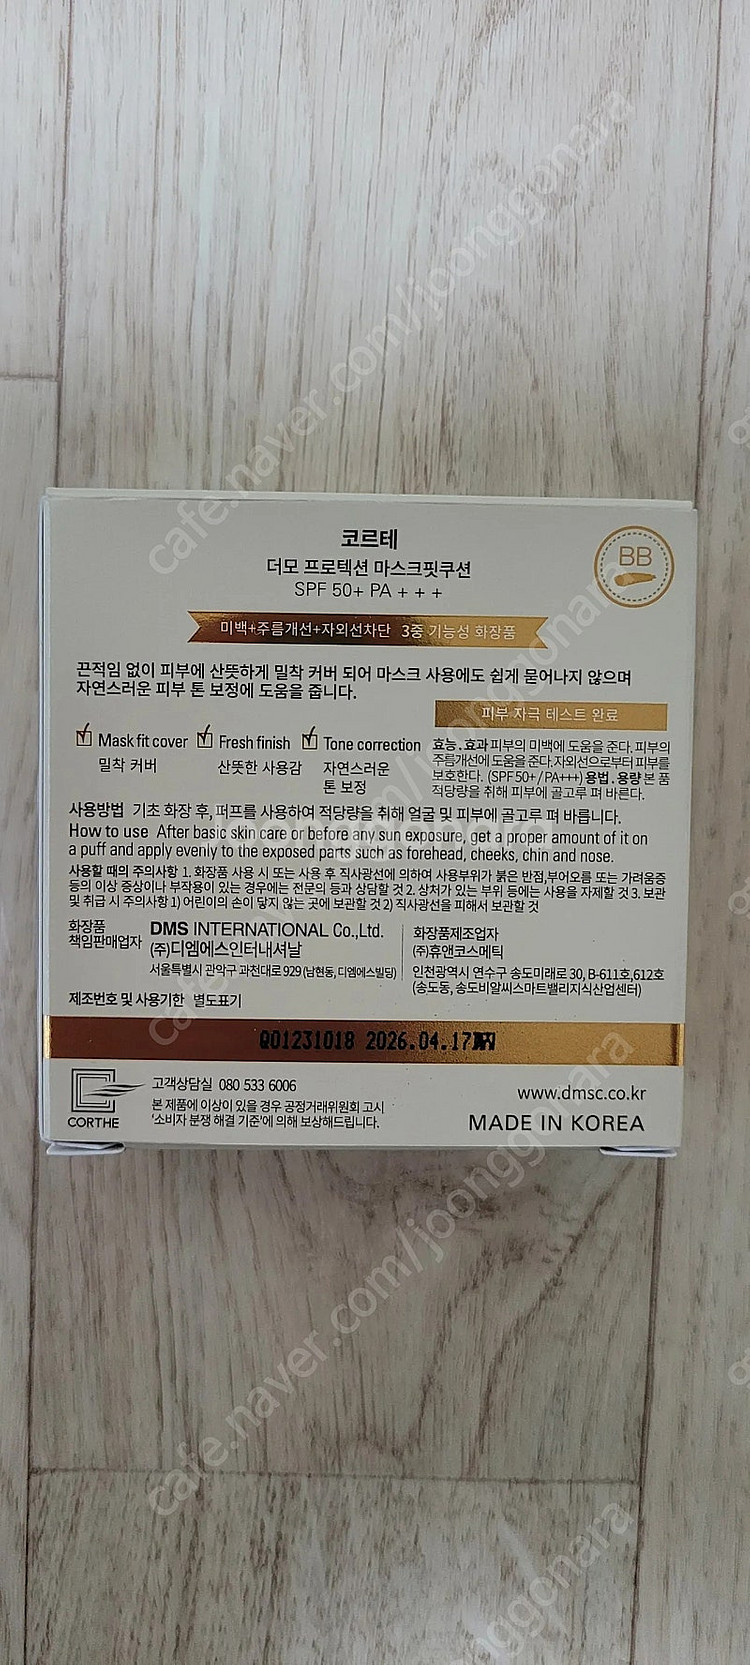 코르테
더모 프로텍션 마스크핏쿠션
SPF 50+ PA + + +
BB
미백+주름개선+자외선차단 3중 기능성 화장품
끈적임 없이 피부에 산뜻하게 밀착 커버 되어 마스크 사용에도 쉽게 묻어나지 않으며
자연스러운 피부 톤 보정에 도움을 줍니다.
피부 자극 테스트 완료
Mask fit cover
밀착 커버
Fresh finish
산뜻한 사용감
Tone correction
자연스러운
톤 보정
효능.효과 피부의 미백에 도움을 준다. 피부의
주름개선에 도움을 준다.자외선으로부터 피부를
보호한다. (SPF 50+ / PA+++) 용법.용량 본 품
적당량을 취해 피부에 골고루 펴 바른다.
사용방법 기초 화장 후, 퍼프를 사용하여 적당량을 취해 얼굴 및 피부에 골고루 펴 바릅니다.
How to use After basic skin care or before any sun exposure, get a proper amount of it on
a puff and apply evenly to the exposed parts such as forehead, cheeks, chin and nose.
사용할 때의 주의사항 1. 화장품 사용 시 또는 사용 후 직사광선에 의하여 사용부위가 붉은 반점,부어오름 또는 가려움증
등의 이상 증상이나 부작용이 있는 경우에는 전문의 등과 상담할 것 2. 상처가 있는 부위 등에는 사용을 자제할 것 3. 보관
및 취급 시 주의사항 1) 어린이의 손이 닿지 않는 곳에 보관할 것 2) 직사광선을 피해서 보관할 것
화장품
책임판매업자
DMS INTERNATIONAL Co.,Ltd.
(주)디엠에스인터내셔날
서울특별시 관악구 과천대로 929 (남현동, 디엠에스빌딩)
화장품제조업자
(주)휴앤코스메틱
인천광역시 연수구 송도미래로 30, B-611호,612호
(송도동, 송도비알씨스마트밸리지식산업센터)
제조번호 및 사용기한 별도표기
Q01231018 2026.04.17까지
CORTHE
고객상담실 080 533 6006
본 제품에 이상이 있을 경우 공정거래위원회 고시
'소비자 분쟁 해결 기준'에 의해 보상해드립니다.
www.dmsc.co.kr
MADE IN KOREA
cafe.naver.com/joonggonara
cafe.naver.com/joonggonara
cafe.naver.com/joonggonara